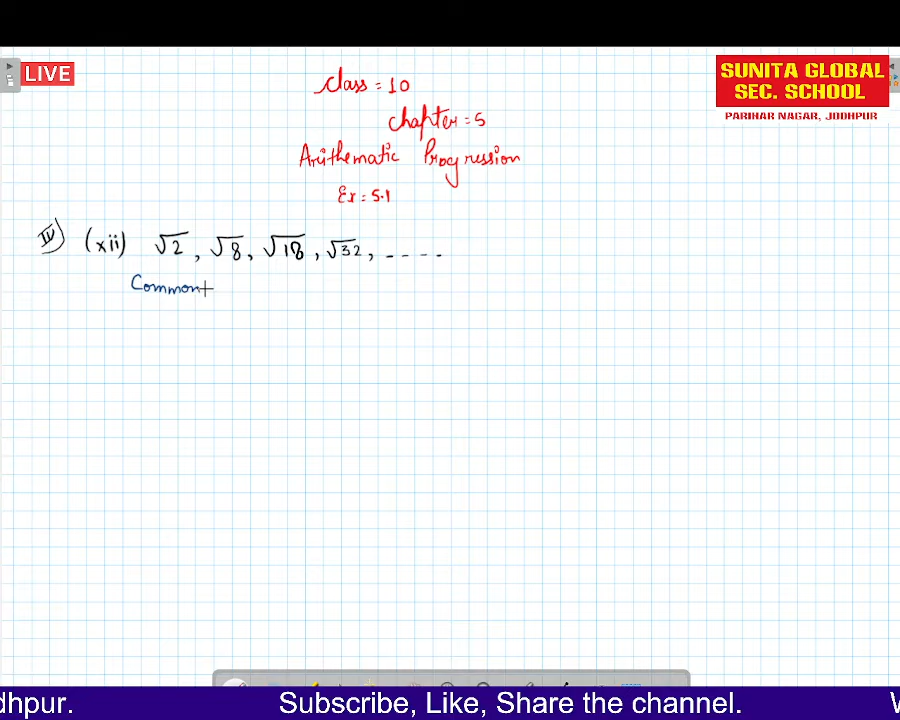 LIVE
SUNITA GLOBAL
SEC. SCHOOL
PARIHAR NAGAR, JODHPUR
Class = 10
Chapter = 5
Arithematic Progression
Ex = 5.1
IV) (xii) √2, √8, √18, √32, - - - -
Common
dhpur. Subscribe, Like, Share the channel.